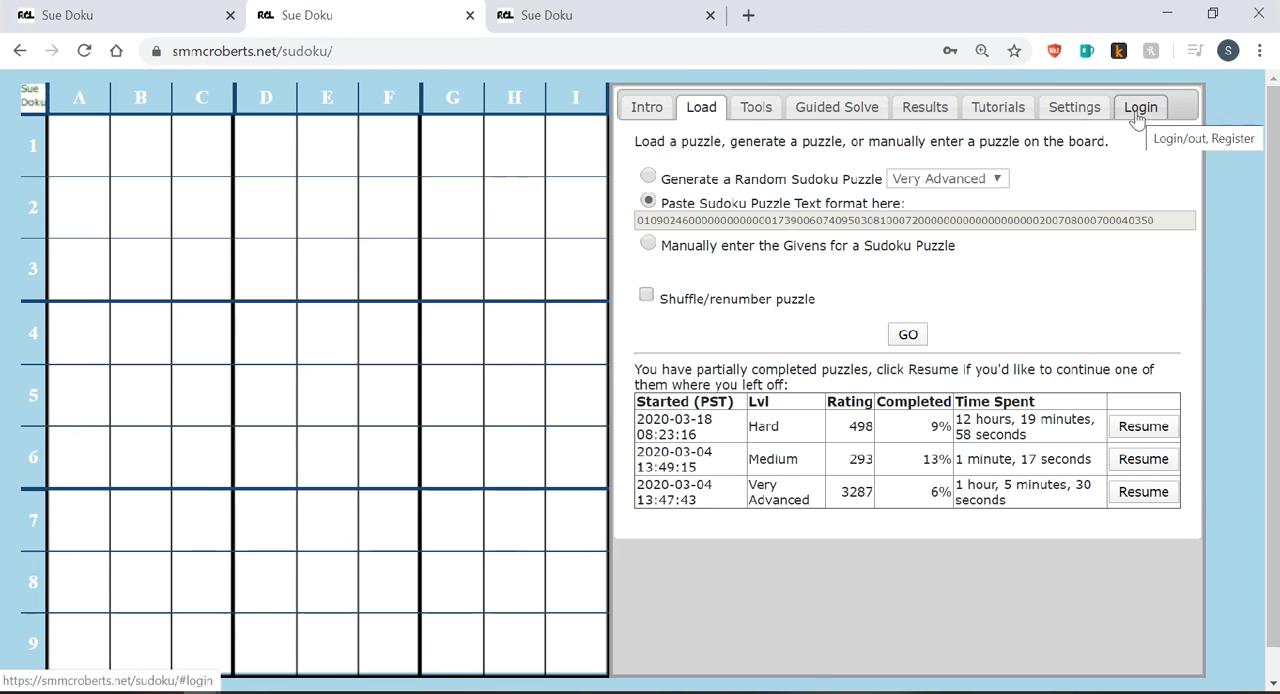 RCL Sue Doku
RCL Sue Doku
RCL Sue Doku
smmcroberts.net/sudoku/
S
Sue
Doku
A B C D E F G H I
1
2
3
4
5
6
7
8
9
Intro Load Tools Guided Solve Results Tutorials Settings Login
Login/out, Register
Load a puzzle, generate a puzzle, or manually enter a puzzle on the board.
Generate a Random Sudoku Puzzle Very Advanced
Paste Sudoku Puzzle Text format here:
Manually enter the Givens for a Sudoku Puzzle
Shuffle/renumber puzzle
GO
You have partially completed puzzles, click Resume if you'd like to continue one of
them where you left off:
Started (PST) Lvl Rating Completed Time Spent
2020-03-18
08:23:16
Hard 498 9%
12 hours, 19 minutes,
58 seconds
Resume
2020-03-04
13:49:15
Medium 293 13% 1 minute, 17 seconds Resume
2020-03-04
13:47:43
Very
Advanced
3287 6%
1 hour, 5 minutes, 30
seconds
Resume
https://smmcroberts.net/sudoku/#login